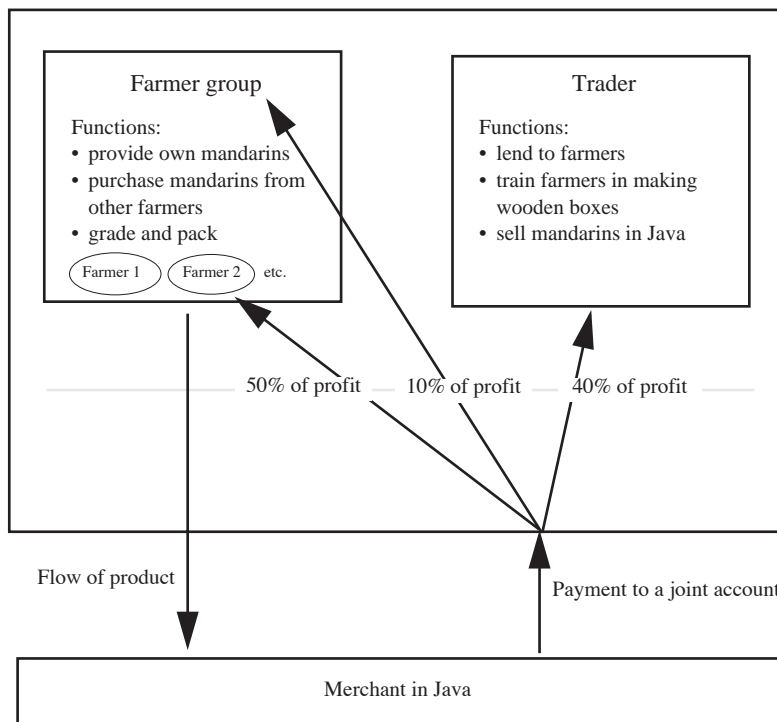 Farmer group
Functions:
• provide own mandarins
• purchase mandarins from
other farmers
• grade and pack
Farmer 1
Farmer 2
etc.
Trader
Functions:
• lend to farmers
• train farmers in making
wooden boxes
• sell mandarins in Java
50% of profit
10% of profit
40% of profit
Flow of product
Payment to a joint account
Merchant in Java